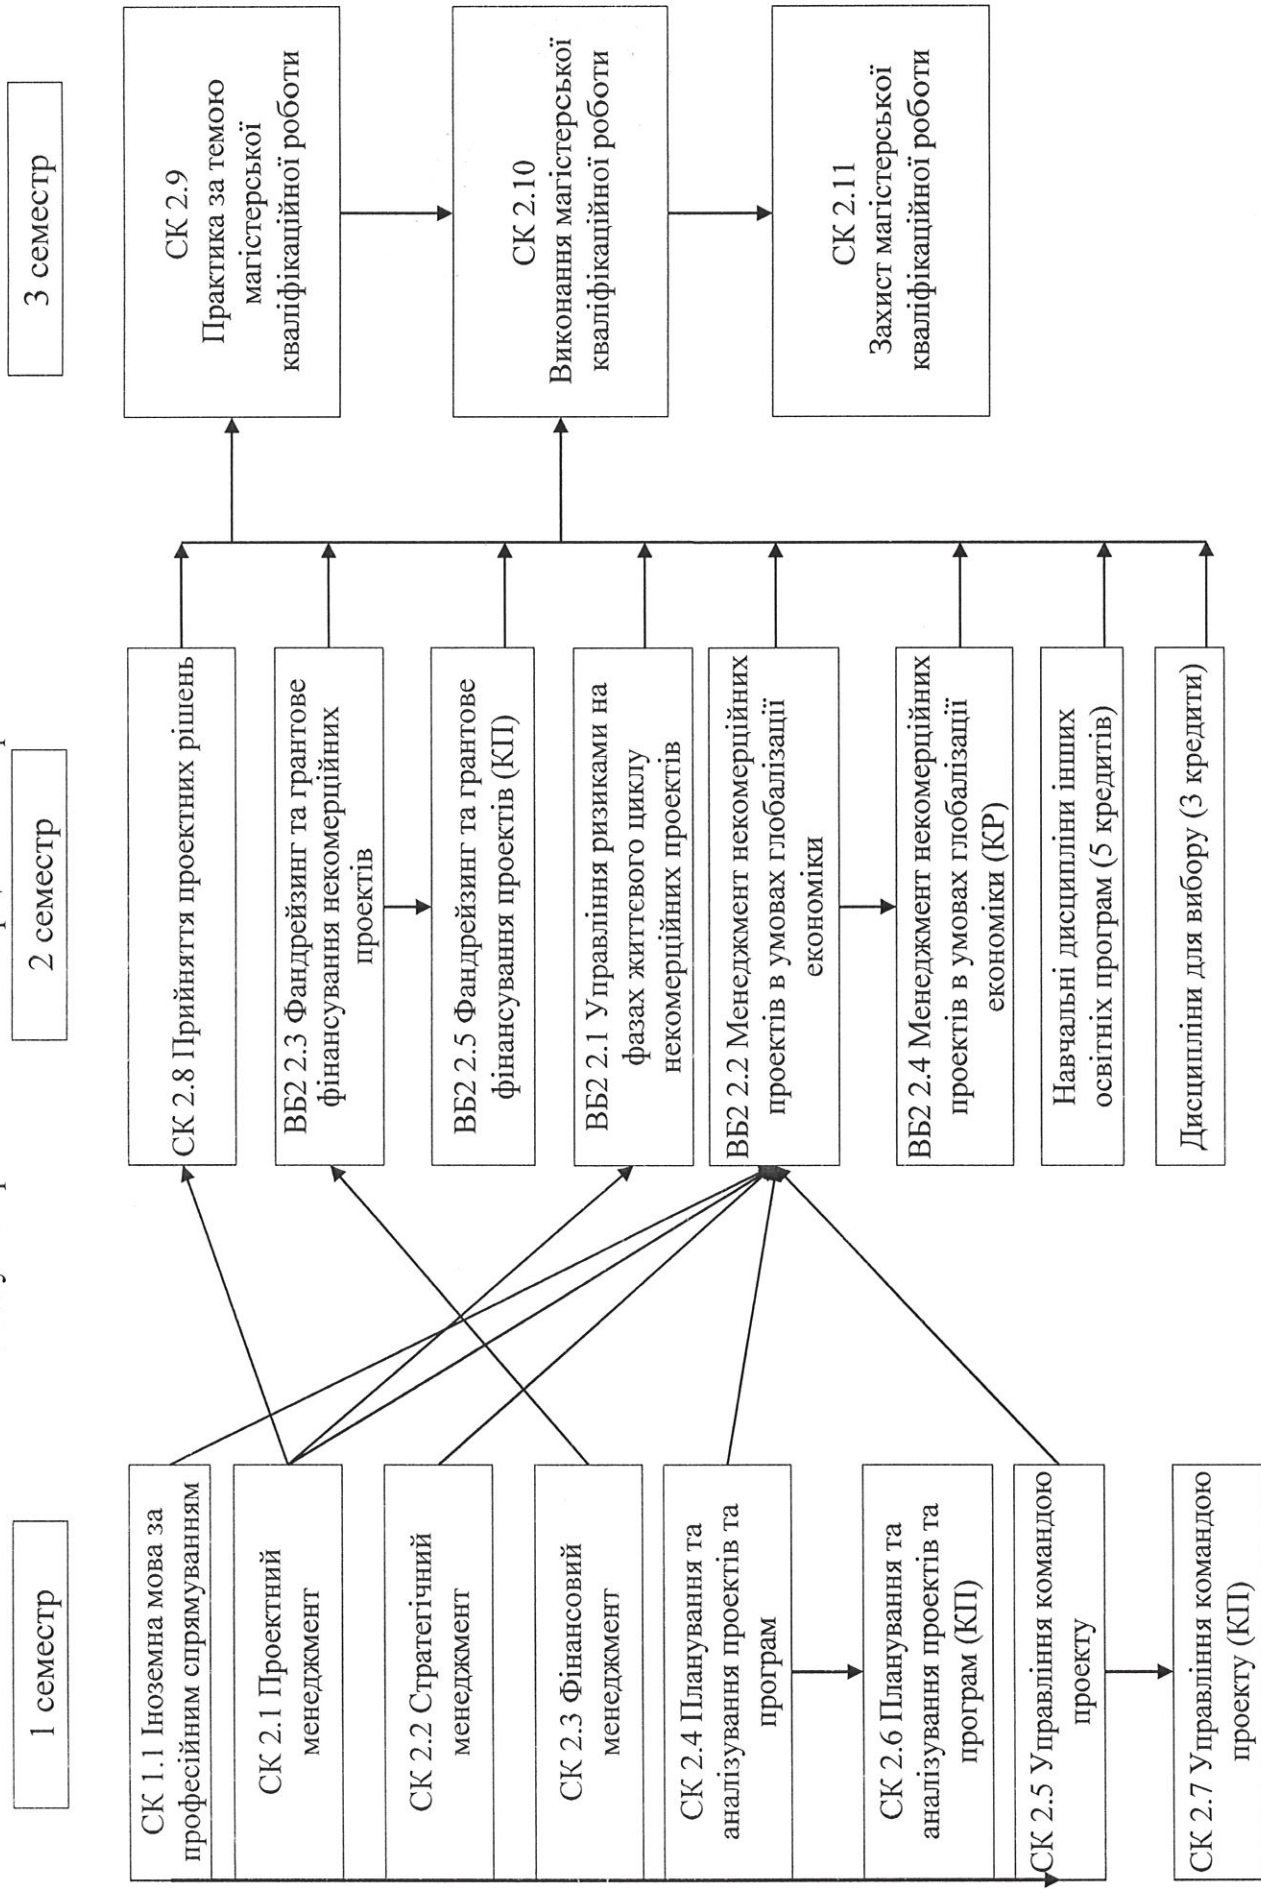 1 семестр
СК 1.1 Іноземна мова за
професійним спрямуванням
СК 2.1 Проектний
менеджмент
СК 2.2 Стратегічний
менеджмент
СК 2.3 Фінансовий
менеджмент
СК 2.4 Планування та
аналізування проектів та
програм
СК 2.6 Планування та
аналізування проектів та
програм (КП)
СК 2.5 Управління командою
проекту
СК 2.7 Управління командою
проекту (КП)
2 семестр
СК 2.8 Прийняття проектних рішень
ВБ2 2.3 Фандрейзинг та грантове
фінансування некомерційних
проектів
ВБ2 2.5 Фандрейзинг та грантове
фінансування проектів (КП)
ВБ2 2.1 Управління ризиками на
фазах життєвого циклу
некомерційних проектів
ВБ2 2.2 Менеджмент некомерційних
проектів в умовах глобалізації
економіки
ВБ2 2.4 Менеджмент некомерційних
проектів в умовах глобалізації
економіки (КР)
Навчальні дисципліни інших
освітніх програм (5 кредитів)
Дисципліни для вибору (3 кредити)
3 семестр
СК 2.9
Практика за темою
магістерської
кваліфікаційної роботи
СК 2.10
Виконання магістерської
кваліфікаційної роботи
СК 2.11
Захист магістерської
кваліфікаційної роботи